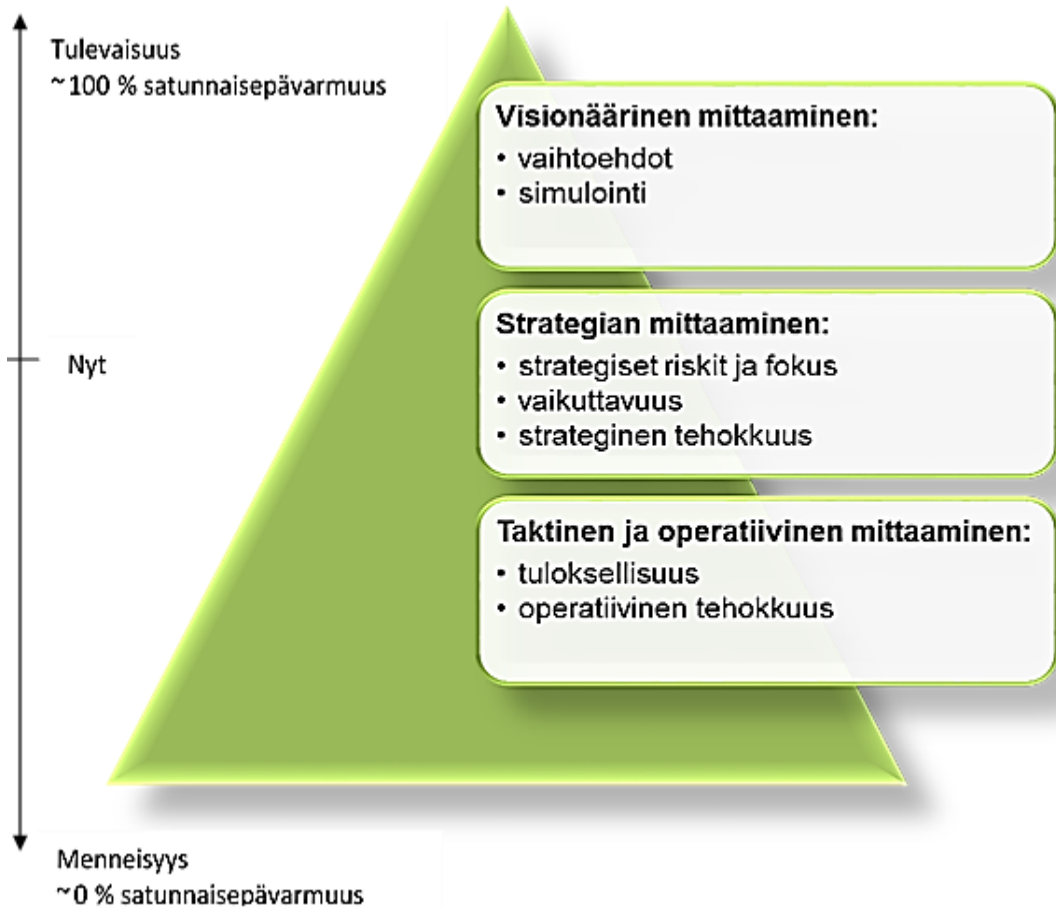 Tulevaisuus
~100 % satunnaisepävarmuus
Visionäärinen mittaaminen:
• vaihtoehdot
• simulointi
Nyt
Strategian mittaaminen:
• strategiset riskit ja fokus
• vaikuttavuus
• strateginen tehokkuus
Taktinen ja operatiivinen mittaaminen:
• tuloksellisuus
• operatiivinen tehokkuus
Menneisyys
~0 % satunnaisepävarmuus